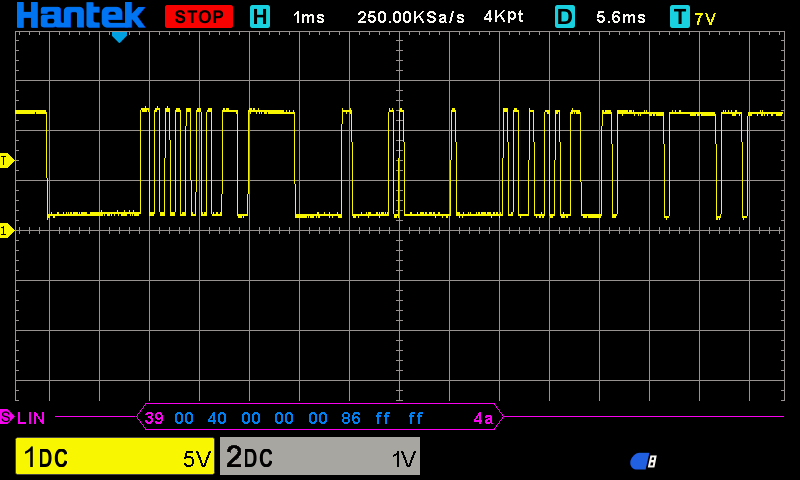 Hantek STOP H 1ms 250.00KSa/s 4Kpt D 5.6ms T 7V
T
1
S LIN 39 00 40 00 00 00 86 ff ff 4a
1DC 5V 2DC 1V